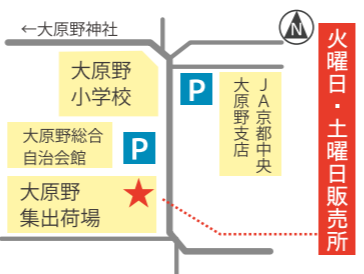 ←大原野神社
N
大原野
小学校
P
JA京都中央
大原野支店
大原野総合
自治会館
P
大原野
集出荷場
火曜日・土曜日販売所